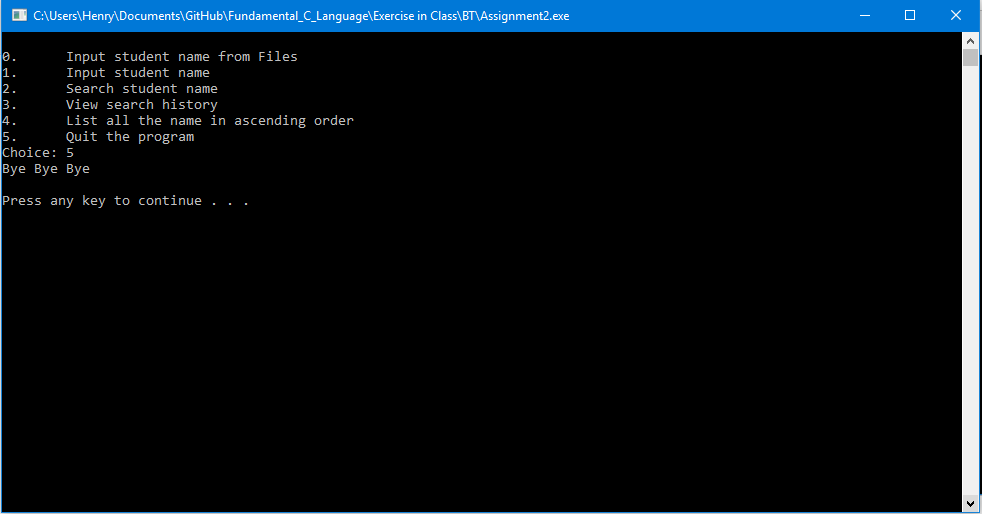 C:\Users\Henry\Documents\GitHub\Fundamental_C_Language\Exercise in Class\BT\Assignment2.exe
0.      Input student name from Files
1.      Input student name
2.      Search student name
3.      View search history
4.      List all the name in ascending order
5.      Quit the program
Choice: 5
Bye Bye Bye
Press any key to continue . . .